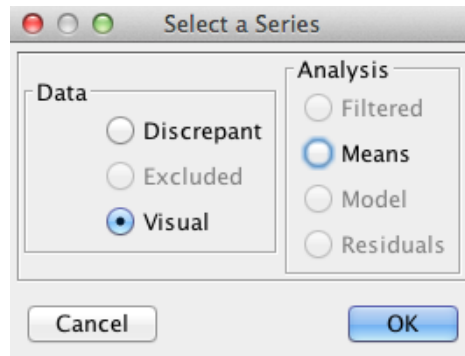 Select a Series
Data
Discrepant
Excluded
Visual
Analysis
Filtered
Means
Model
Residuals
Cancel
OK